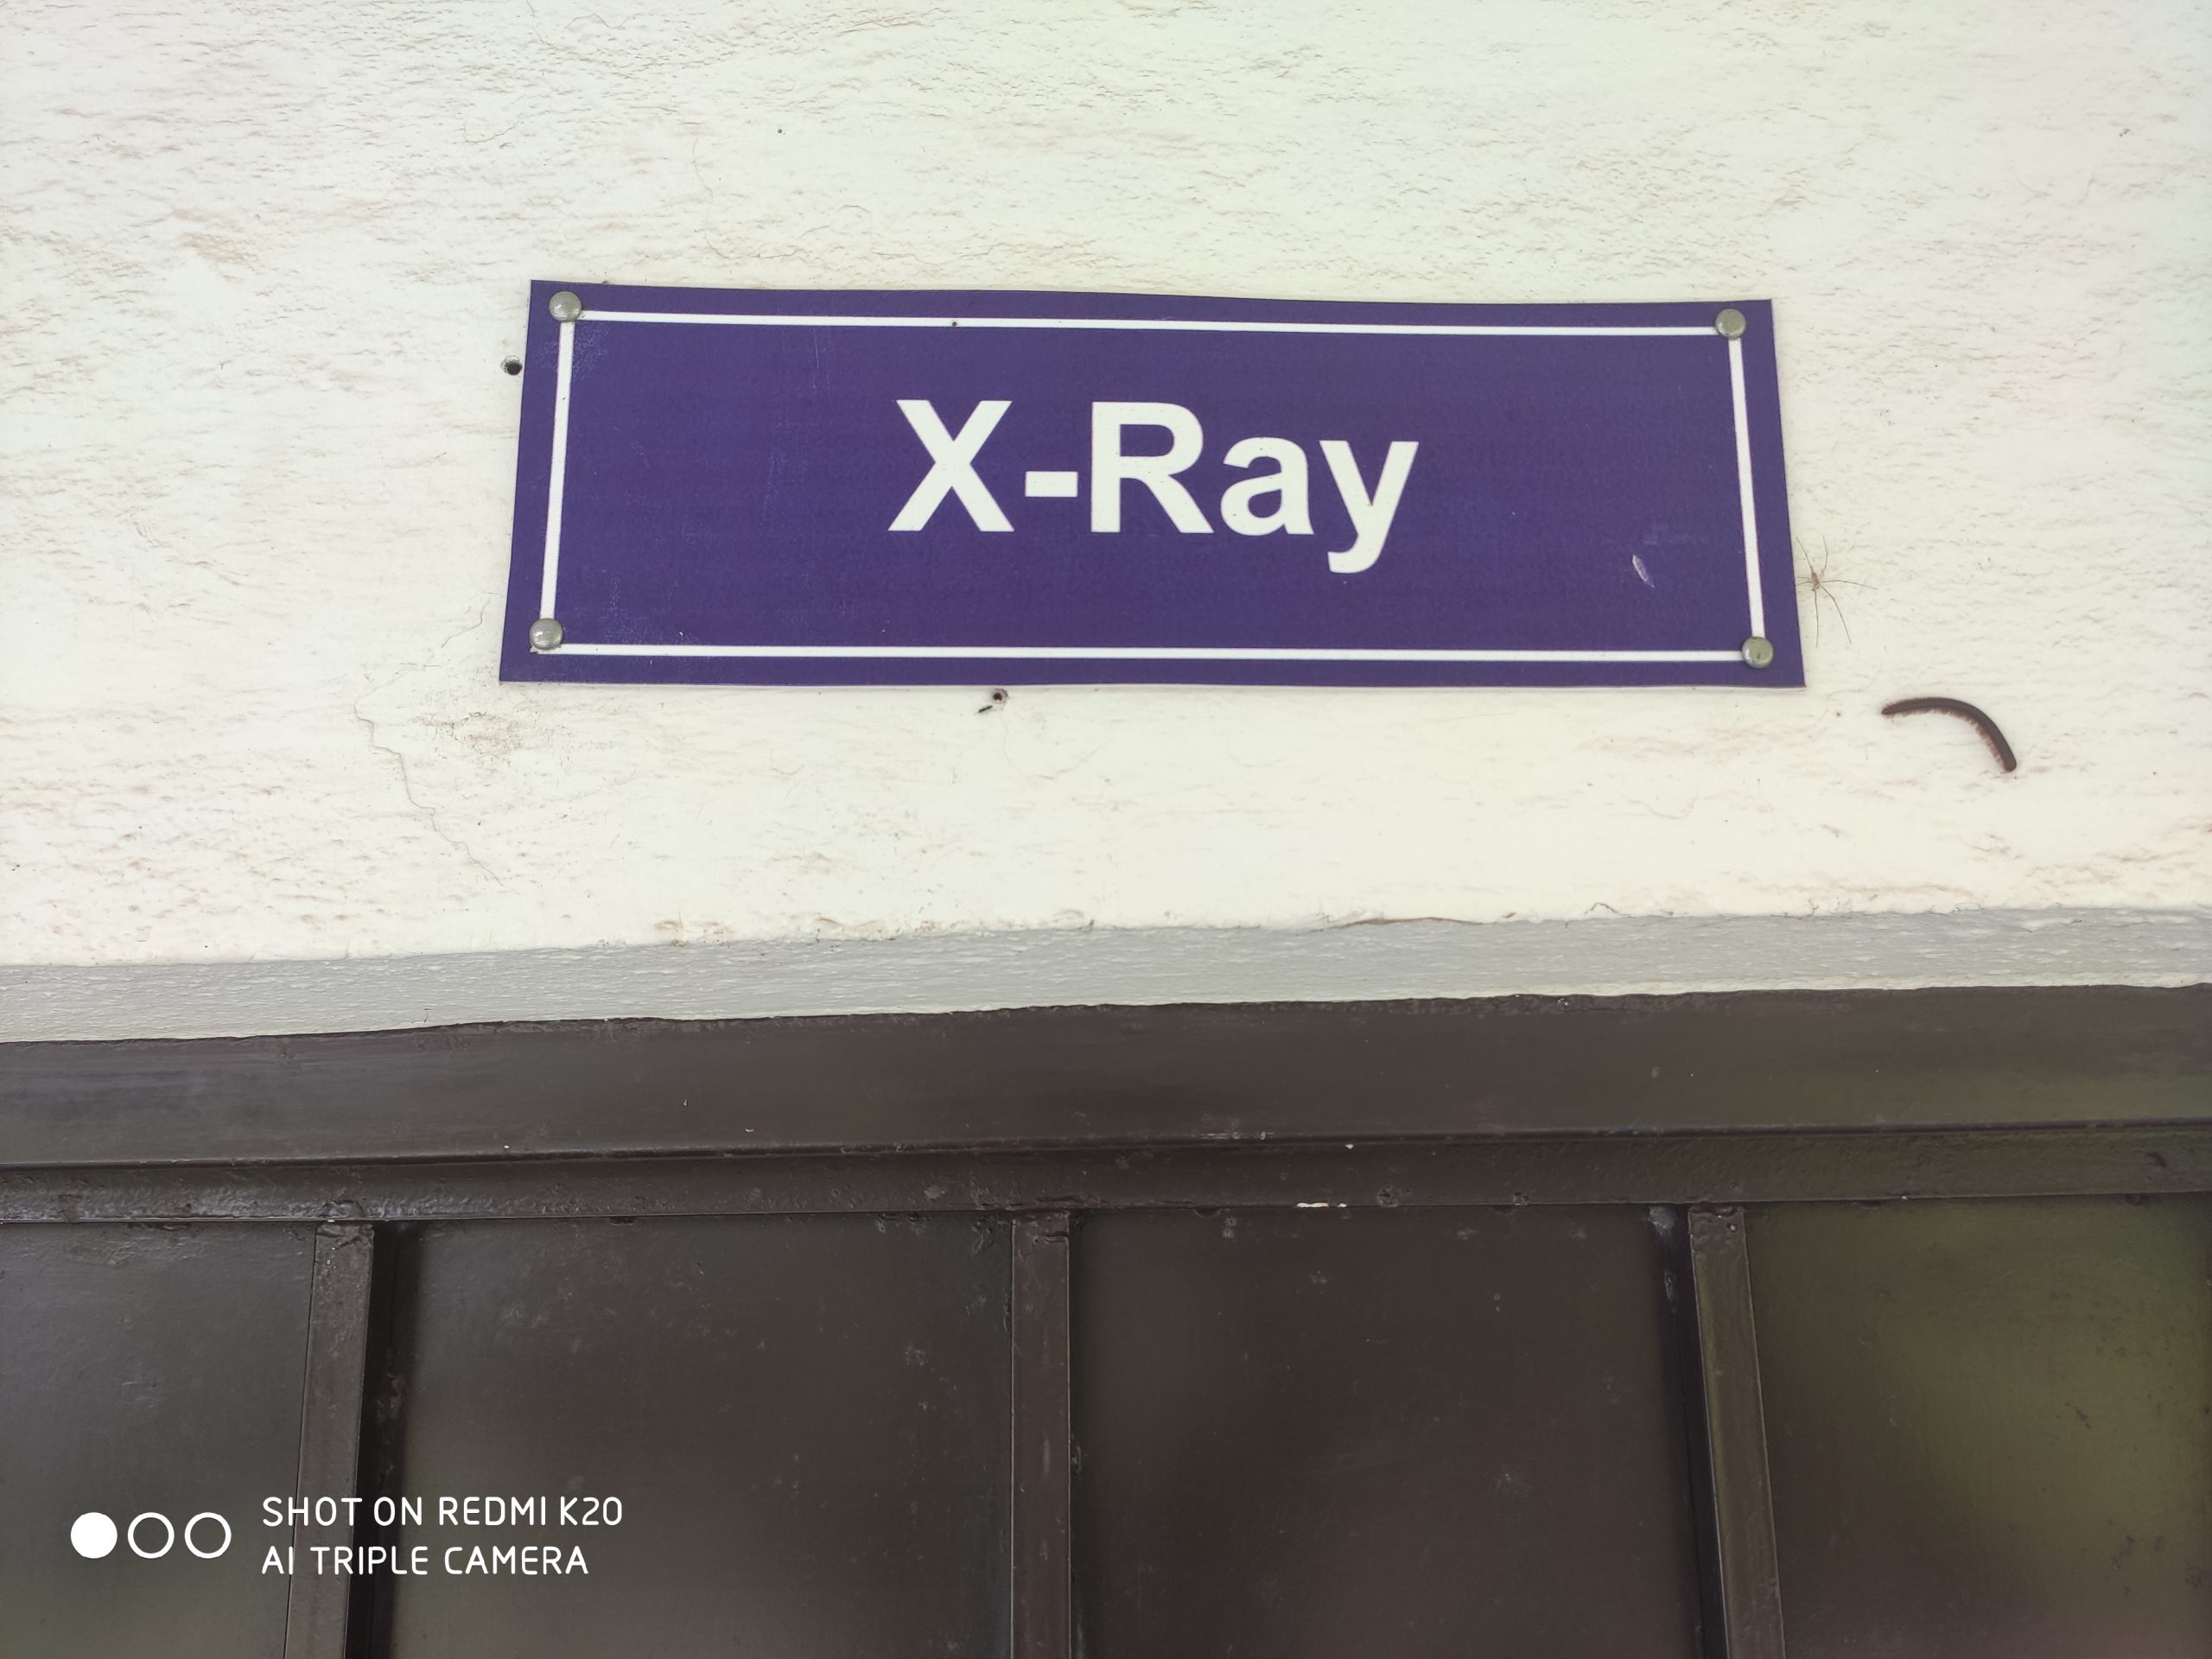 X-Ray
SHOT ON REDMI K20
AI TRIPLE CAMERA